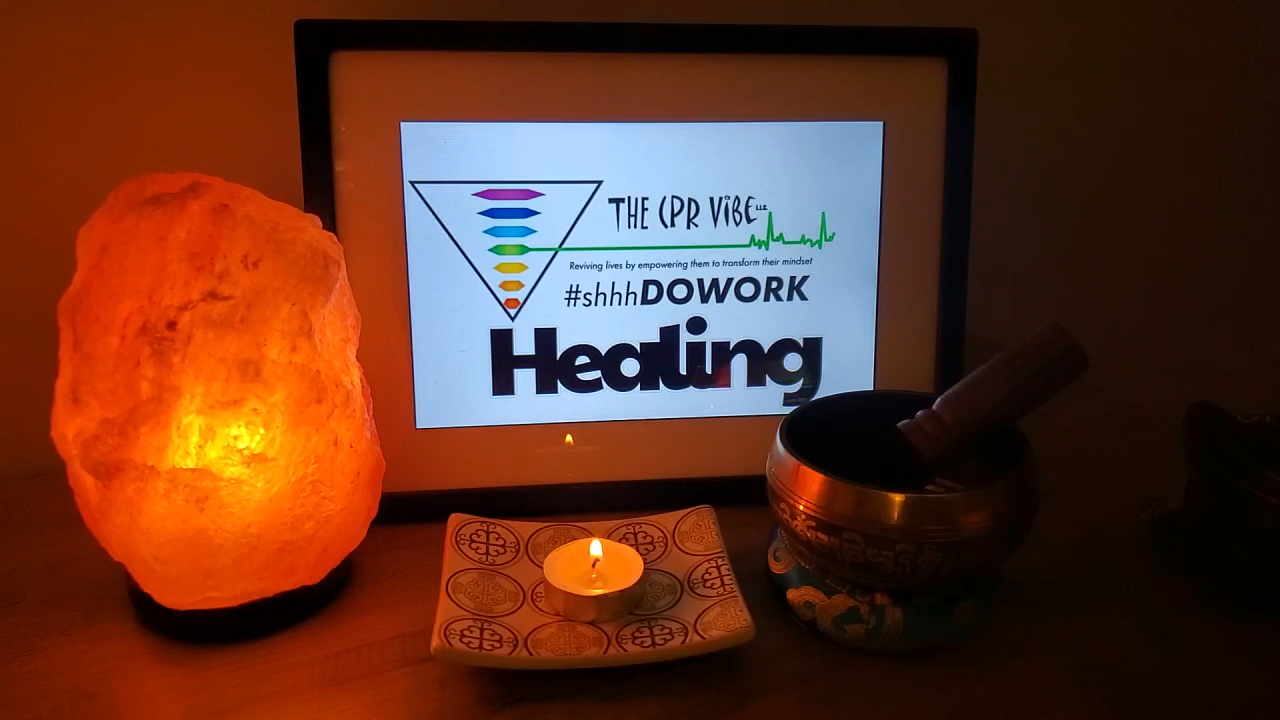 THE CPR ViBE LLC
Reviving lives by empowering them to transform their mindset
#shhhDOWORK
Healing